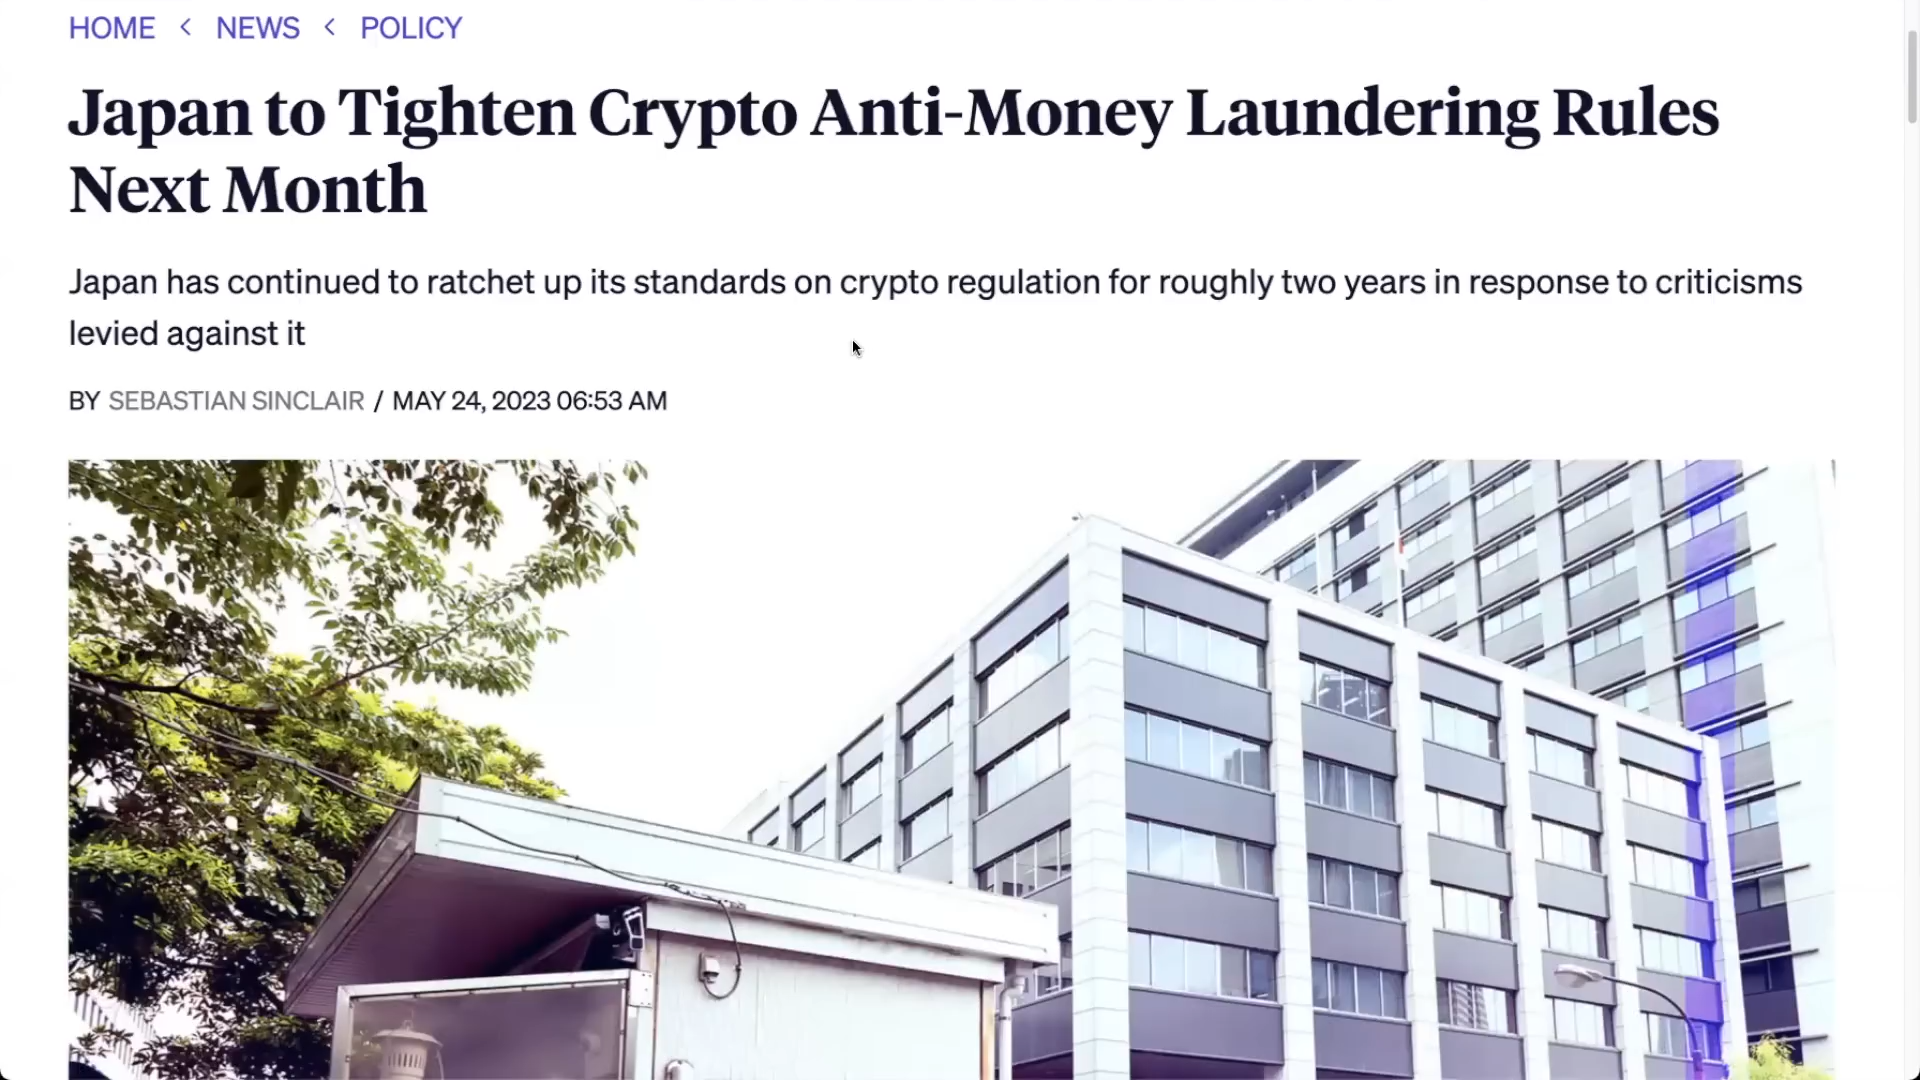 HOME < NEWS < POLICY
Japan to Tighten Crypto Anti-Money Laundering Rules
Next Month
Japan has continued to ratchet up its standards on crypto regulation for roughly two years in response to criticisms
levied against it
BY SEBASTIAN SINCLAIR / MAY 24, 2023 06:53 AM